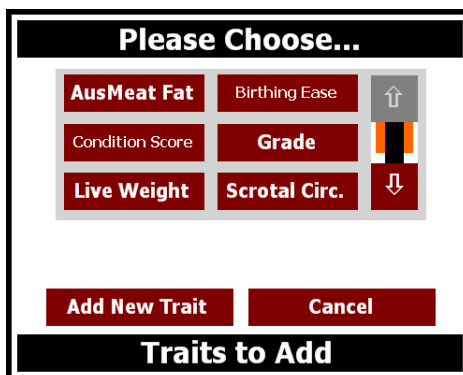 Please Choose...
AusMeat Fat Birthing Ease
Condition Score Grade
Live Weight Scrotal Circ.
Add New Trait Cancel
Traits to Add